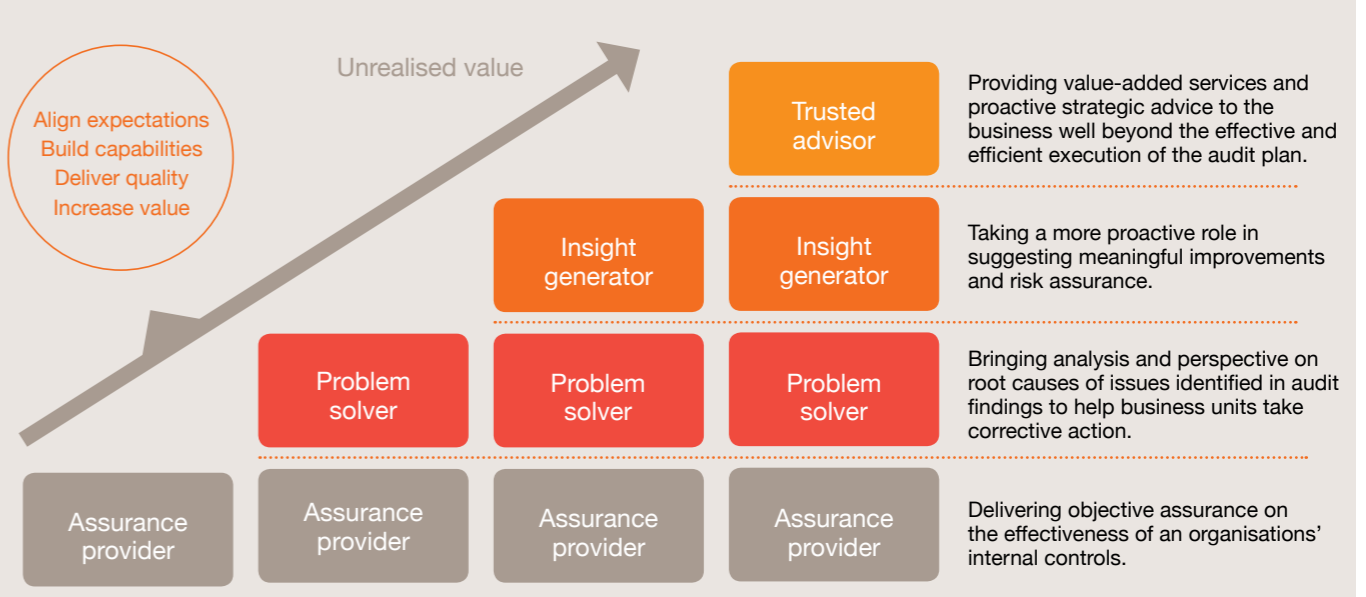 Unrealised value
Align expectations
Build capabilities
Deliver quality
Increase value
Trusted
advisor
Providing value-added services and
proactive strategic advice to the
business well beyond the effective and
efficient execution of the audit plan.
Insight
generator
Insight
generator
Taking a more proactive role in
suggesting meaningful improvements
and risk assurance.
Problem
solver
Problem
solver
Problem
solver
Bringing analysis and perspective on
root causes of issues identified in audit
findings to help business units take
corrective action.
Assurance
provider
Assurance
provider
Assurance
provider
Assurance
provider
Delivering objective assurance on
the effectiveness of an organisations’
internal controls.